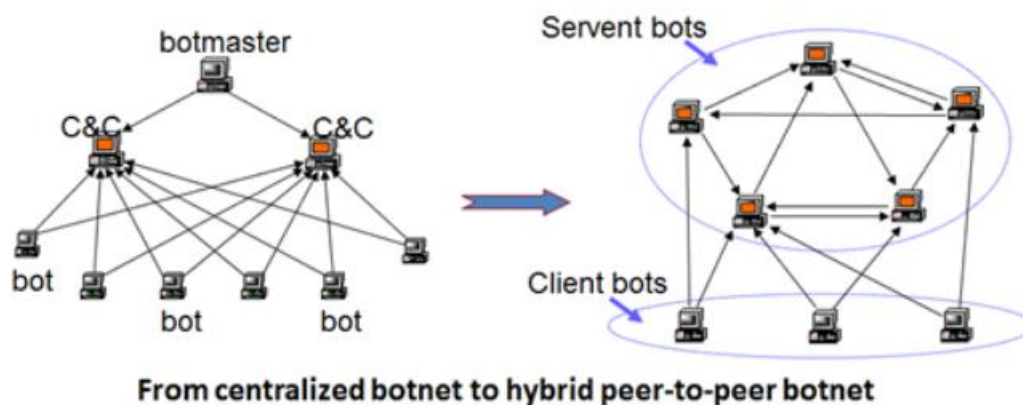 botmaster
C&C
C&C
bot
bot
bot
Servent bots
Client bots
From centralized botnet to hybrid peer-to-peer botnet